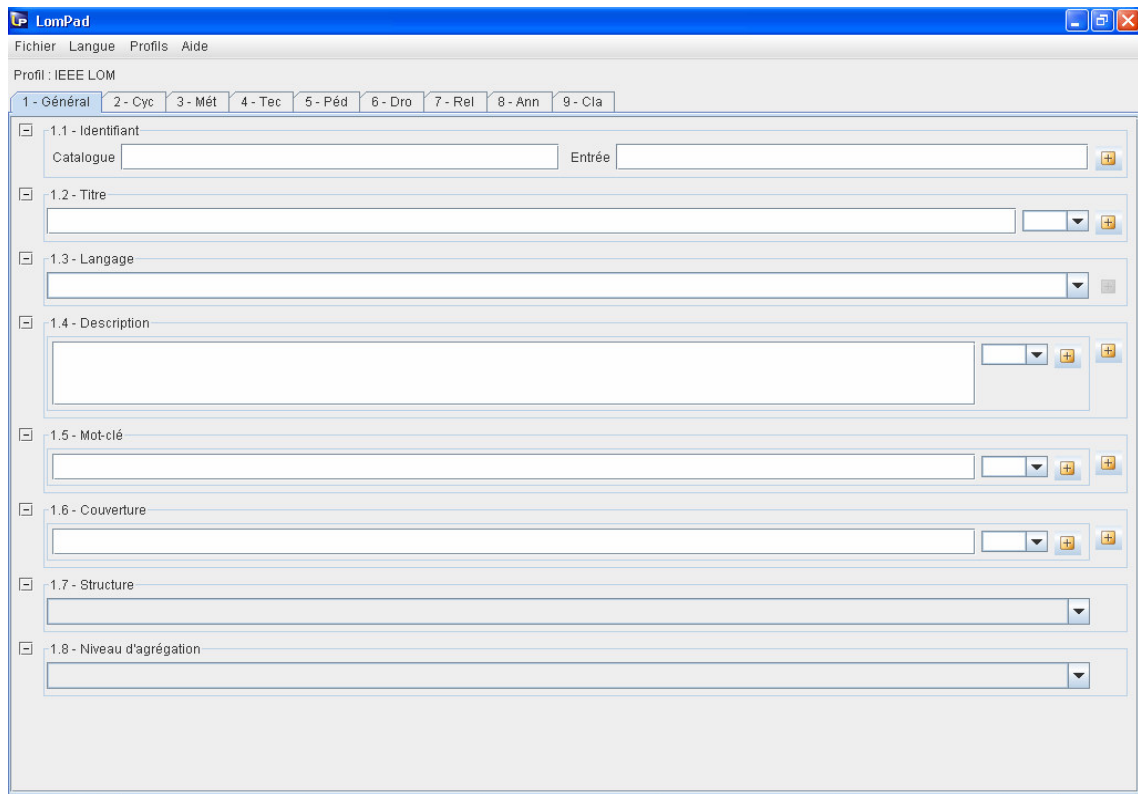 LP LomPad
Fichier Langue Profils Aide
Profil : IEEE LOM
1 - Général 2 - Cyc 3 - Mét 4 - Tec 5 - Péd 6 - Dro 7 - Rel 8 - Ann 9 - Cla
1.1 - Identifiant
Catalogue Entrée
1.2 - Titre
1.3 - Langage
1.4 - Description
1.5 - Mot-clé
1.6 - Couverture
1.7 - Structure
1.8 - Niveau d'agrégation